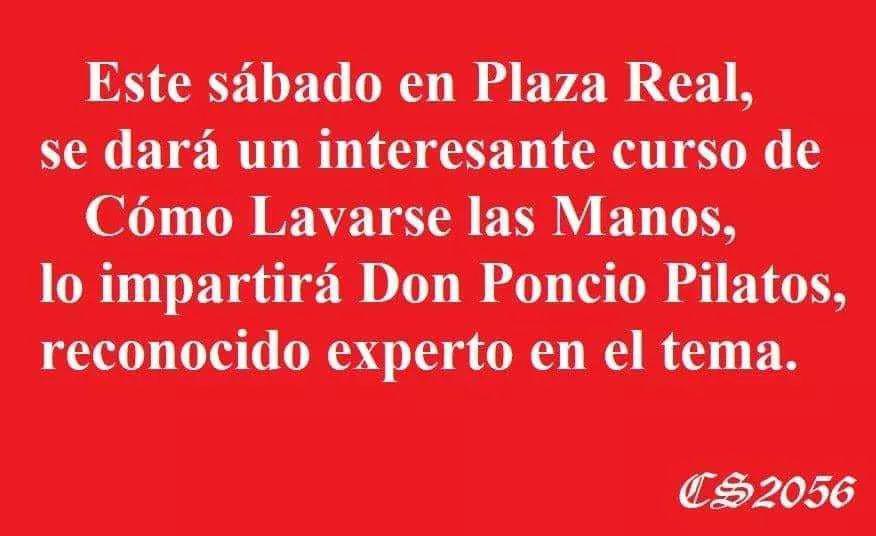 Este sábado en Plaza Real,
se dará un interesante curso de
Cómo Lavarse las Manos,
lo impartirá Don Poncio Pilatos,
reconocido experto en el tema.
CS2056